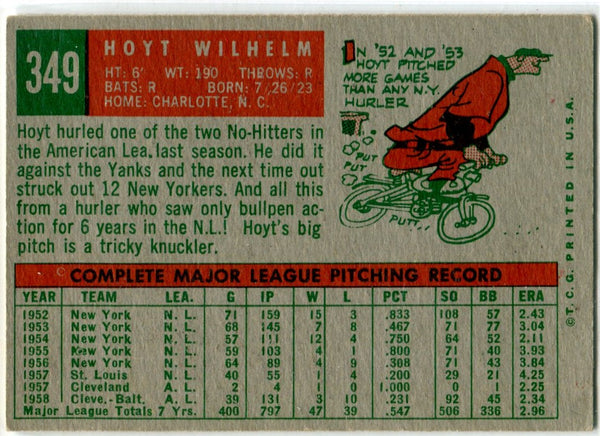 349
HOYT WILHELM
HT: 6' WT: 190 THROWS: R
BATS: R BORN: 7/26/23
HOME: CHARLOTTE, N. C.
Hoyt hurled one of the two No-Hitters in
the American Lea. last season. He did it
against the Yanks and the next time out
struck out 12 New Yorkers. And all this
from a hurler who saw only bullpen ac-
tion for 6 years in the N.L.! Hoyt's big
pitch is a tricky knuckler.
IN '52 AND '53
HOYT PITCHED
MORE GAMES
THAN ANY N.Y.
HURLER
PUT
PUT
PUTT..
©T.C.G. PRINTED IN U.S.A.
COMPLETE MAJOR LEAGUE PITCHING RECORD
YEAR TEAM LEA. G IP W L PCT SO BB ERA
1952 New York N. L. 71 159 15 3 .833 108 57 2.43
1953 New York N. L. 68 145 7 8 .467 71 77 3.04
1954 New York N. L. 57 111 12 4 .750 64 52 2.11
1955 New York N. L. 59 103 4 1 .800 71 40 3.93
1956 New York N. L. 64 89 4 9 .308 71 43 3.84
1957 St. Louis N. L. 40 55 1 4 .200 29 21 4.25
1957 Cleveland A. L. 2 4 1 0 1.000 0 1 2.25
1958 Cleve.-Balt. A. L. 39 131 3 10 .231 92 45 2.34
Major League Totals 7 Yrs. 400 797 47 39 .547 506 336 2.96